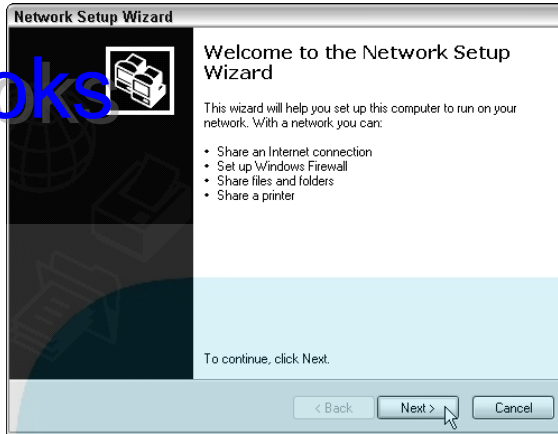 Network Setup Wizard
Welcome to the Network Setup
Wizard
This wizard will help you set up this computer to run on your
network. With a network you can:
• Share an Internet connection
• Set up Windows Firewall
• Share files and folders
• Share a printer
To continue, click Next.
< Back
Next >
Cancel